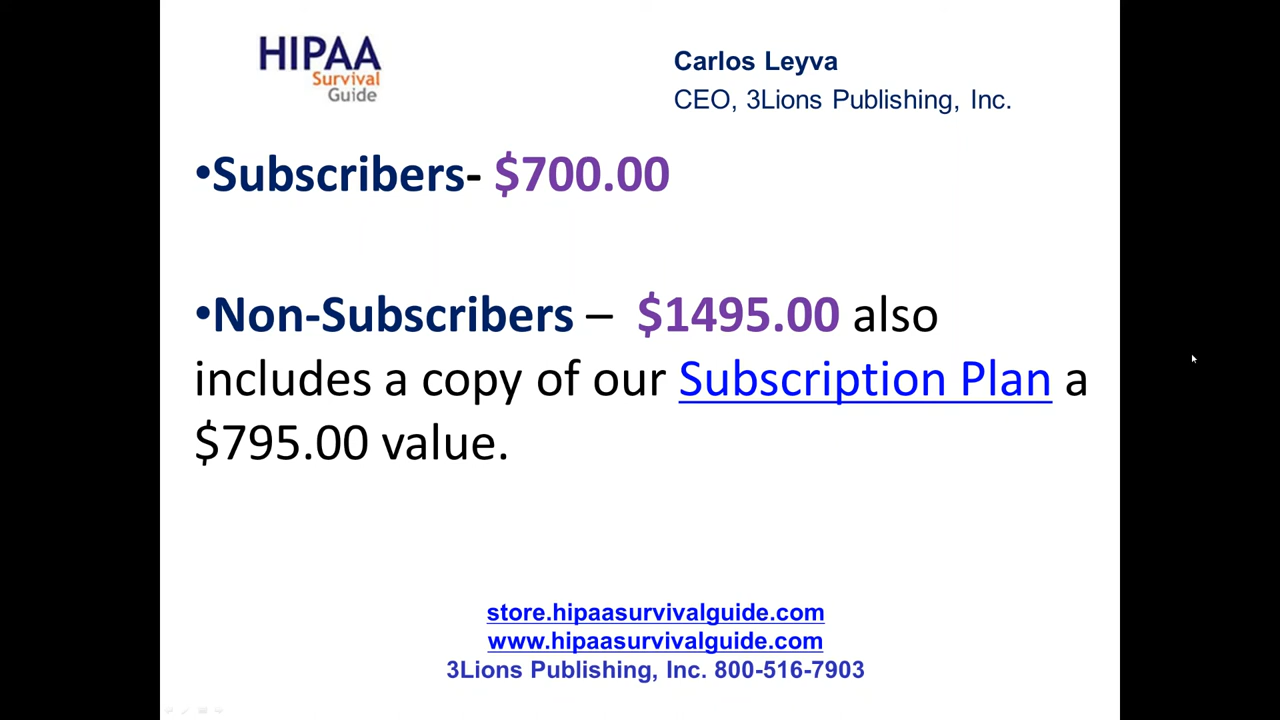 HIPAA
Survival
Guide
Carlos Leyva
CEO, 3Lions Publishing, Inc.
•Subscribers- $700.00
•Non-Subscribers – $1495.00 also
includes a copy of our Subscription Plan a
$795.00 value.
store.hipaasurvivalguide.com
www.hipaasurvivalguide.com
3Lions Publishing, Inc. 800-516-7903